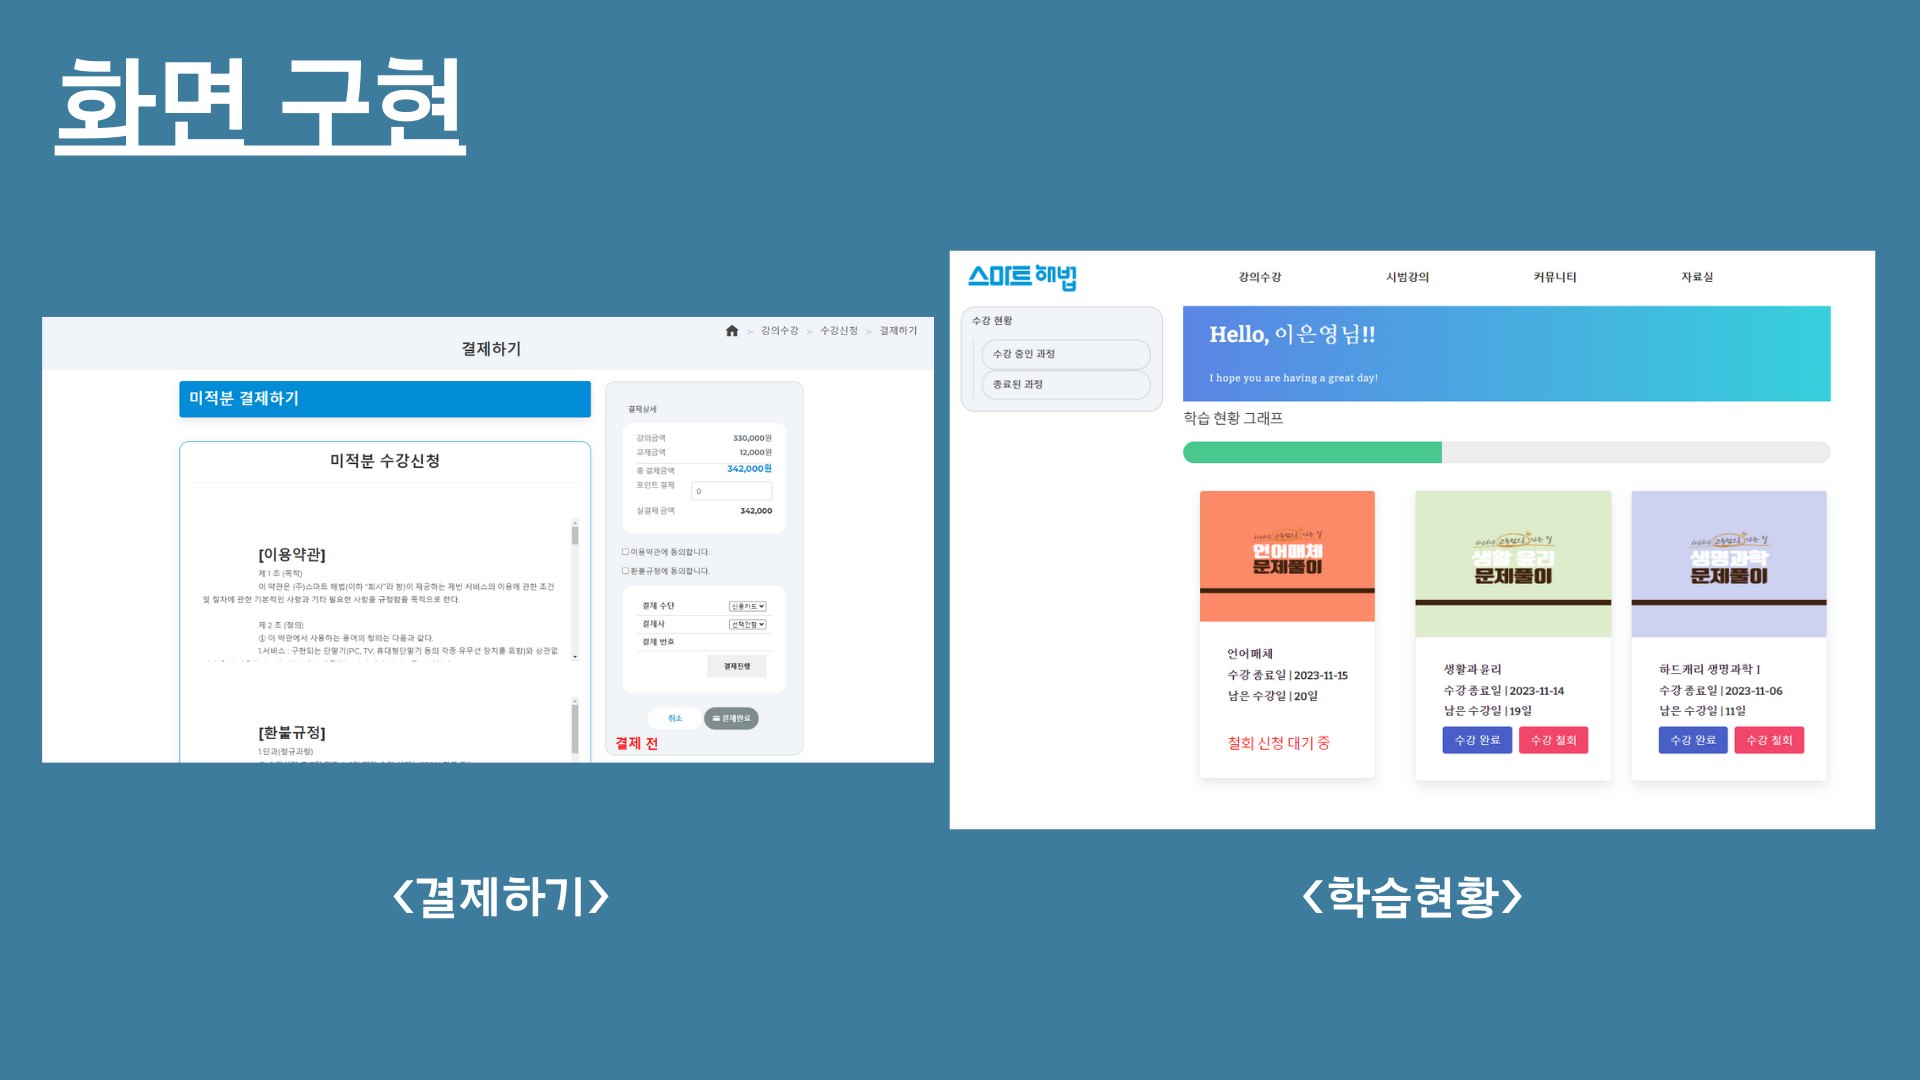 화면 구현
결제하기
> 강의수강 > 수강신청 > 결제하기
미적분 결제하기
미적분 수강신청
[이용약관]
제 1 조 (목적)
이 약관은 (주)스마트 해법(이하 "회사"라 함)이 제공하는 제반 서비스의 이용에 관한 조건
및 절차에 관한 기본적인 사항과 기타 필요한 사항을 규정함을 목적으로 한다.
제 2 조 (정의)
① 이 약관에서 사용하는 용어의 정의는 다음과 같다.
1.서비스 : 구현되는 단말기(PC, TV, 휴대형단말기 등의 각종 유무선 장치를 포함)와 상관없
[환불규정]
1.단과(정규과정)
결제상세
강의금액 330,000원
교재금액 12,000원
총 결제금액 342,000원
포인트 결제 0
실결제 금액 342,000
이용약관에 동의합니다.
환불규정에 동의합니다.
결제 수단 신용카드
결제사 선택안함
결제 번호
결제진행
취소 결제완료
결제 전
<결제하기>
스마트해법
강의수강 시범강의 커뮤니티 자료실
수강 현황
수강 중인 과정
종료된 과정
Hello, 이은영님!!
I hope you are having a great day!
학습 현황 그래프
언어매체
문제풀이
언어매체
수강 종료일 | 2023-11-15
남은 수강일 | 20일
철회 신청 대기 중
생활 윤리
문제풀이
생활과 윤리
수강 종료일 | 2023-11-14
남은 수강일 | 19일
수강 완료 수강 철회
생명과학
문제풀이
하드캐리 생명과학 I
수강 종료일 | 2023-11-06
남은 수강일 | 11일
수강 완료 수강 철회
<학습현황>